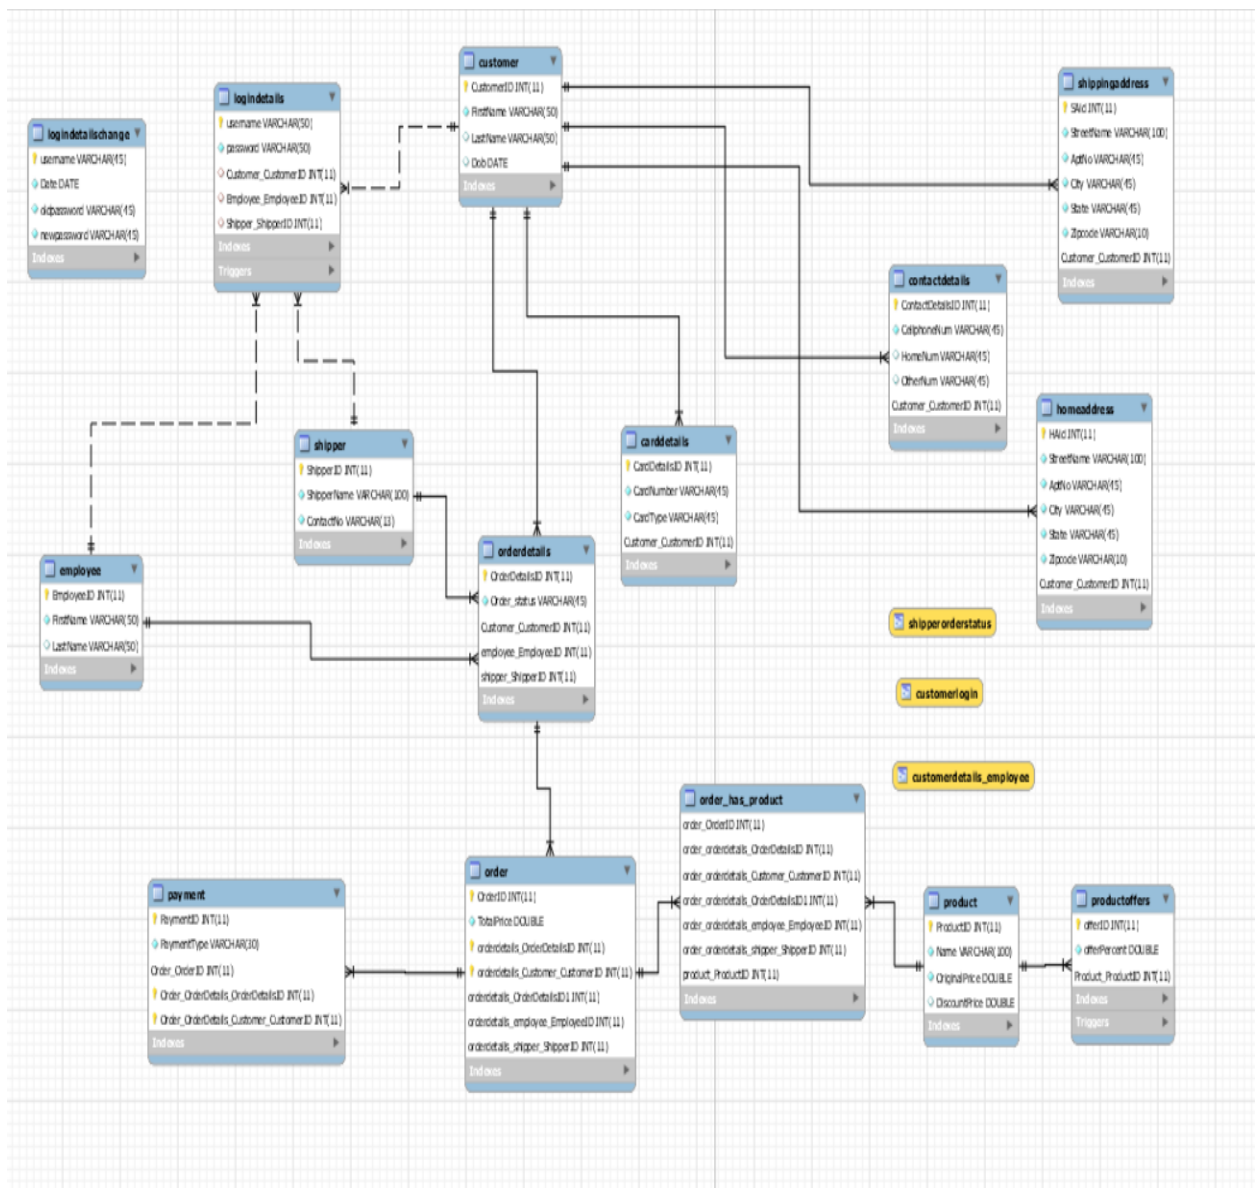 customer
CustomerID INT(11)
FirstName VARCHAR(50)
LastName VARCHAR(50)
Dob DATE
Indexes
logindetails
username VARCHAR(50)
password VARCHAR(50)
Customer_CustomerID INT(11)
Employee_EmployeeID INT(11)
Shipper_ShipperID INT(11)
Indexes
Triggers
logindetailschange
username VARCHAR(45)
Date DATE
oldpassword VARCHAR(45)
newpassword VARCHAR(45)
Indexes
shippingaddress
SAid INT(11)
StreetName VARCHAR(100)
AptNo VARCHAR(45)
City VARCHAR(45)
State VARCHAR(45)
Zipcode VARCHAR(10)
Customer_CustomerID INT(11)
Indexes
contactdetails
ContactDetailsID INT(11)
CellphoneNum VARCHAR(45)
HomeNum VARCHAR(45)
OtherNum VARCHAR(45)
Customer_CustomerID INT(11)
Indexes
homeaddress
HAid INT(11)
StreetName VARCHAR(100)
AptNo VARCHAR(45)
City VARCHAR(45)
State VARCHAR(45)
Zipcode VARCHAR(10)
Customer_CustomerID INT(11)
Indexes
shipper
ShipperID INT(11)
ShipperName VARCHAR(100)
ContactNo VARCHAR(13)
Indexes
carddetails
CardDetailsID INT(11)
CardNumber VARCHAR(45)
CardType VARCHAR(45)
Customer_CustomerID INT(11)
Indexes
employee
EmployeeID INT(11)
FirstName VARCHAR(50)
LastName VARCHAR(50)
Indexes
orderdetails
OrderDetailsID INT(11)
Order_status VARCHAR(45)
Customer_CustomerID INT(11)
employee_EmployeeID INT(11)
shipper_ShipperID INT(11)
Indexes
shipperorderstatus
customerlogin
customerdetails_employee
order_has_product
order_OrderID INT(11)
order_orderdetails_OrderDetailsID INT(11)
order_orderdetails_Customer_CustomerID INT(11)
order_orderdetails_OrderDetailsID1 INT(11)
order_orderdetails_employee_EmployeeID INT(11)
order_orderdetails_shipper_ShipperID INT(11)
product_ProductID INT(11)
Indexes
payment
PaymentID INT(11)
PaymentType VARCHAR(30)
Order_OrderID INT(11)
Order_OrderDetails_OrderDetailsID INT(11)
Order_OrderDetails_Customer_CustomerID INT(11)
Indexes
order
OrderID INT(11)
TotalPrice DOUBLE
orderdetails_OrderDetailsID INT(11)
orderdetails_Customer_CustomerID INT(11)
orderdetails_OrderDetailsID1 INT(11)
orderdetails_employee_EmployeeID INT(11)
orderdetails_shipper_ShipperID INT(11)
Indexes
product
ProductID INT(11)
Name VARCHAR(100)
OriginalPrice DOUBLE
DiscountPrice DOUBLE
Indexes
productoffers
offerID INT(11)
offerPercent DOUBLE
Product_ProductID INT(11)
Indexes
Triggers